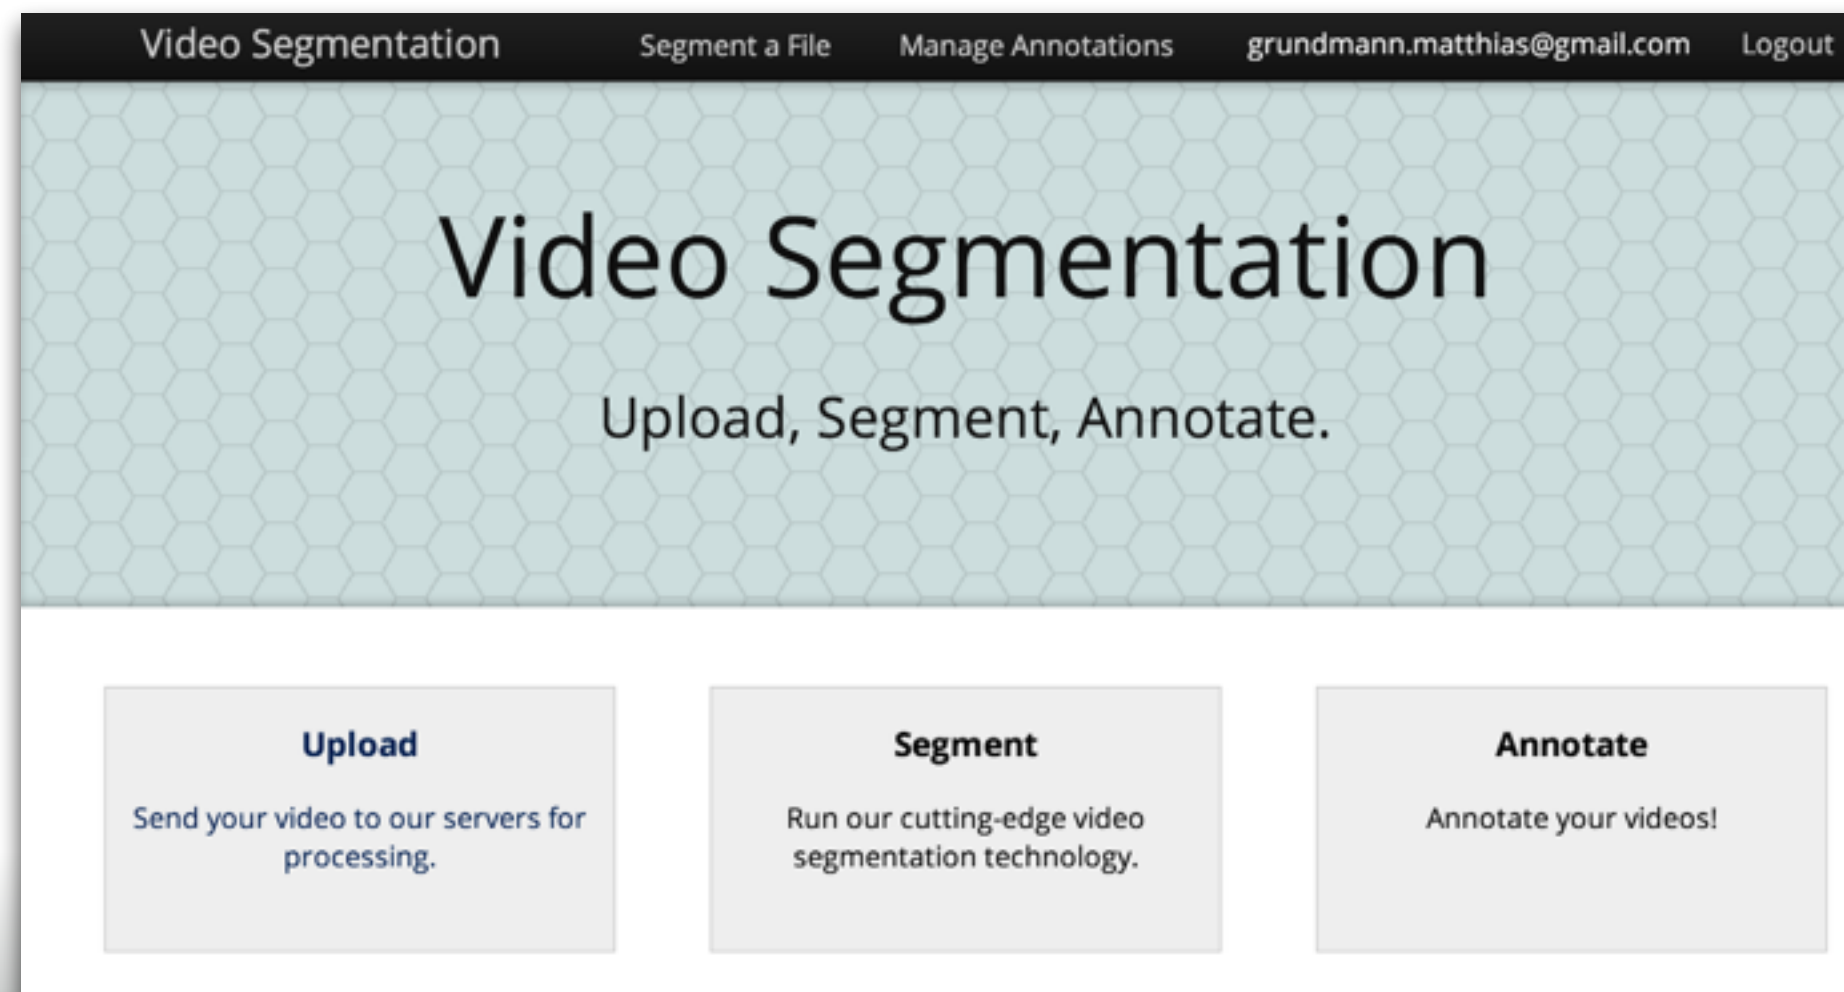 Video Segmentation Segment a File Manage Annotations grundmann.matthias@gmail.com Logout
Video Segmentation
Upload, Segment, Annotate.
Upload
Send your video to our servers for
processing.
Segment
Run our cutting-edge video
segmentation technology.
Annotate
Annotate your videos!